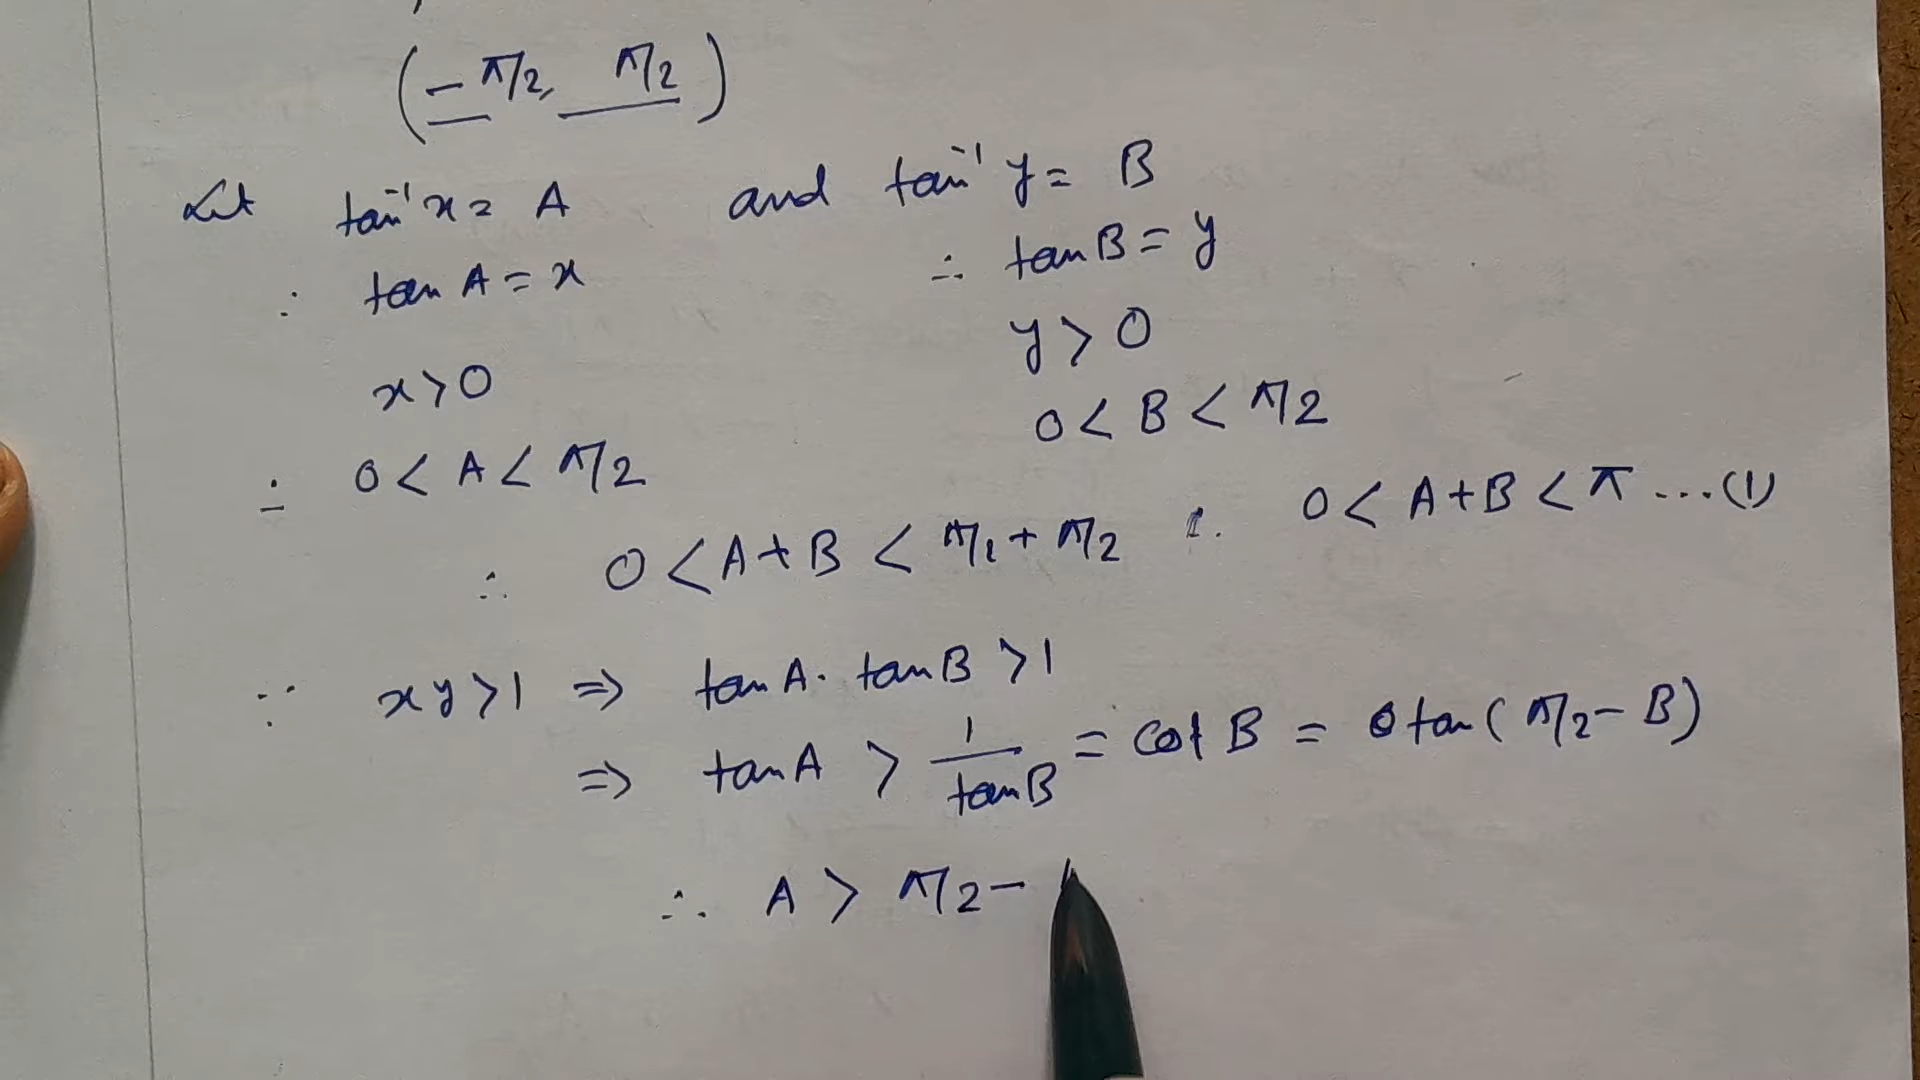 (-π/2, π/2)
Let tan⁻¹x = A and tan⁻¹y = B
∴ tan A = x ∴ tan B = y
x > 0 y > 0
∴ 0 < A < π/2 0 < B < π/2
∴ 0 < A + B < π/2 + π/2 ∴ 0 < A + B < π ...(1)
∵ xy > 1 ⇒ tan A · tan B > 1
⇒ tan A > 1/tan B = cot B = tan(π/2 - B)
∴ A > π/2 -